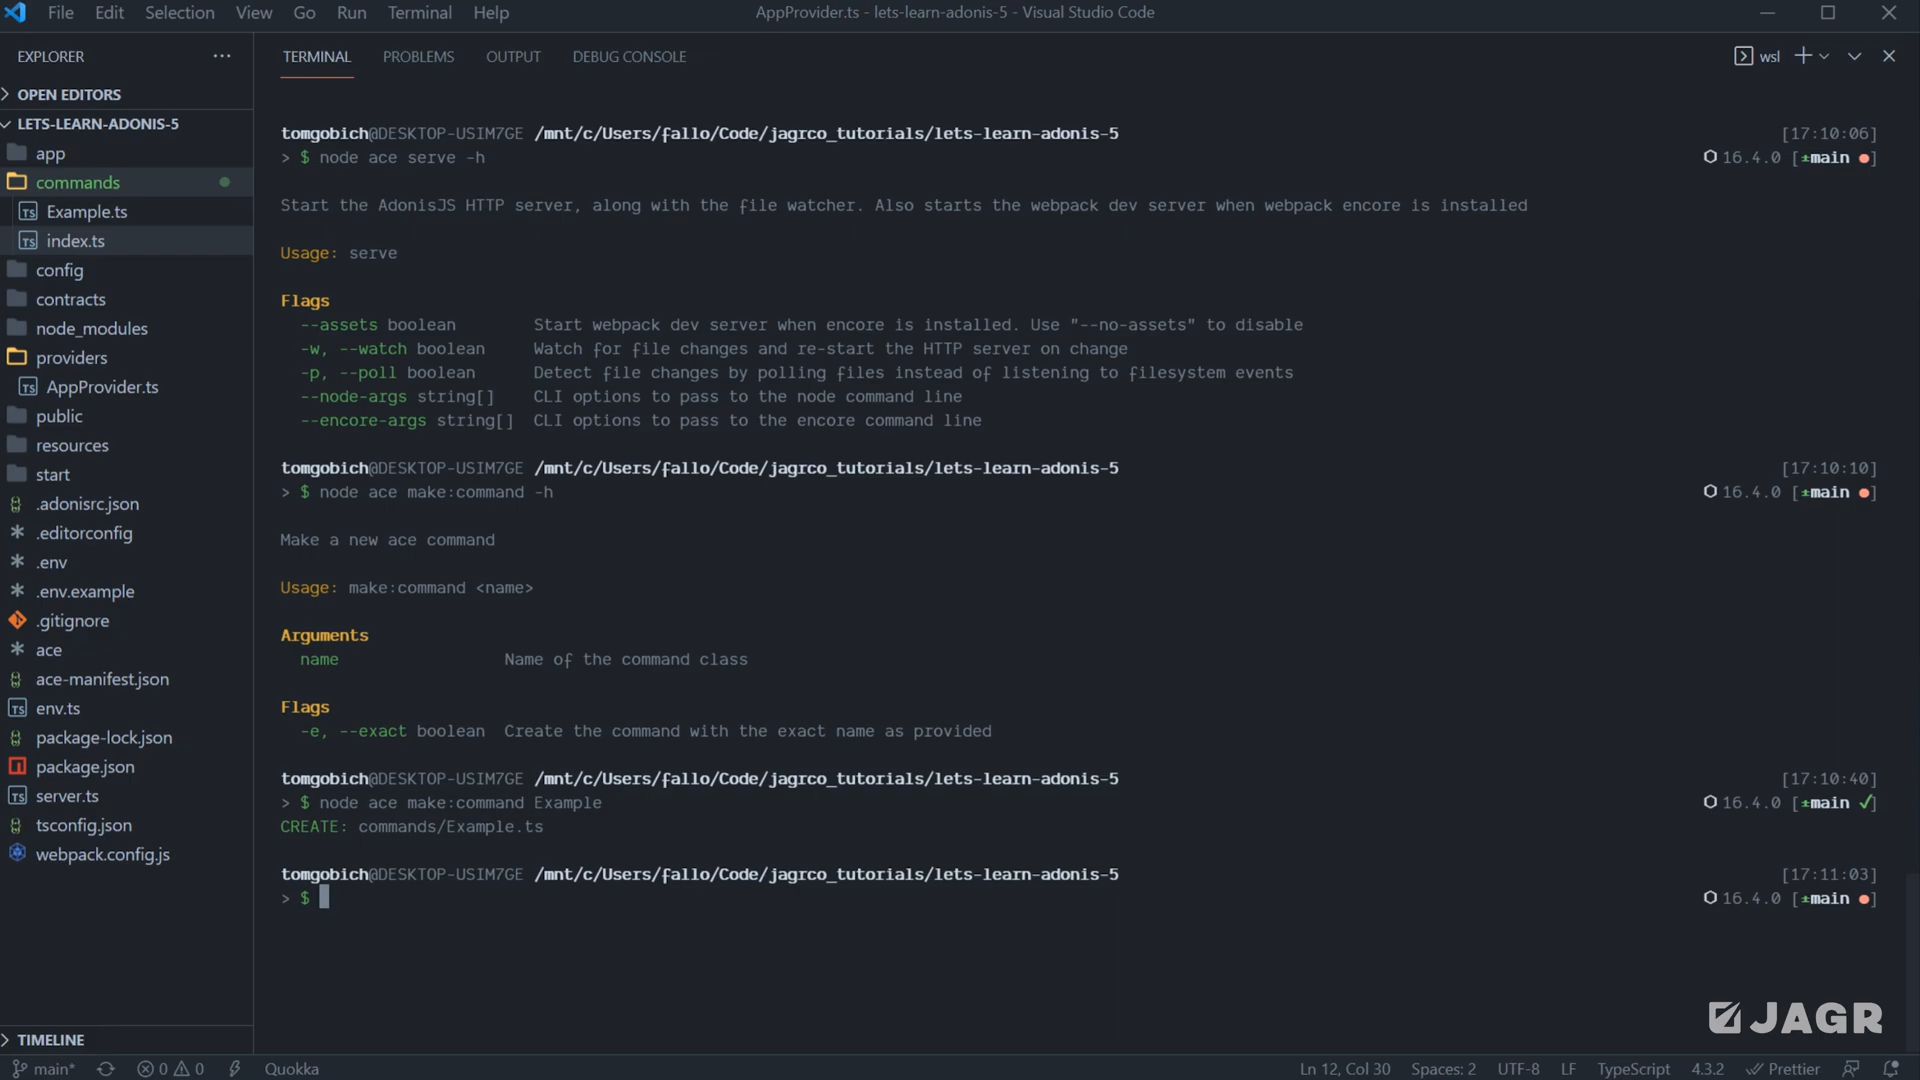 File Edit Selection View Go Run Terminal Help
AppProvider.ts - lets-learn-adonis-5 - Visual Studio Code
EXPLORER
OPEN EDITORS
LETS-LEARN-ADONIS-5
app
commands
TS Example.ts
TS index.ts
config
contracts
node_modules
providers
TS AppProvider.ts
public
resources
start
.adonisrc.json
.editorconfig
.env
.env.example
.gitignore
ace
ace-manifest.json
TS env.ts
package-lock.json
package.json
TS server.ts
tsconfig.json
webpack.config.js
TIMELINE
TERMINAL PROBLEMS OUTPUT DEBUG CONSOLE
wsl
tomgobich@DESKTOP-USIM7GE /mnt/c/Users/fallo/Code/jagrco_tutorials/lets-learn-adonis-5 [17:10:06]
> $ node ace serve -h 16.4.0 [±main ●]
Start the AdonisJS HTTP server, along with the file watcher. Also starts the webpack dev server when webpack encore is installed
Usage: serve
Flags
--assets boolean Start webpack dev server when encore is installed. Use "--no-assets" to disable
-w, --watch boolean Watch for file changes and re-start the HTTP server on change
-p, --poll boolean Detect file changes by polling files instead of listening to filesystem events
--node-args string[] CLI options to pass to the node command line
--encore-args string[] CLI options to pass to the encore command line
tomgobich@DESKTOP-USIM7GE /mnt/c/Users/fallo/Code/jagrco_tutorials/lets-learn-adonis-5 [17:10:10]
> $ node ace make:command -h 16.4.0 [±main ●]
Make a new ace command
Usage: make:command <name>
Arguments
name Name of the command class
Flags
-e, --exact boolean Create the command with the exact name as provided
tomgobich@DESKTOP-USIM7GE /mnt/c/Users/fallo/Code/jagrco_tutorials/lets-learn-adonis-5 [17:10:40]
> $ node ace make:command Example 16.4.0 [±main ✓]
CREATE: commands/Example.ts
tomgobich@DESKTOP-USIM7GE /mnt/c/Users/fallo/Code/jagrco_tutorials/lets-learn-adonis-5 [17:11:03]
> $ 16.4.0 [±main ●]
JAGR
main* 0 0 Quokka Ln 12, Col 30 Spaces: 2 UTF-8 LF TypeScript 4.3.2 Prettier